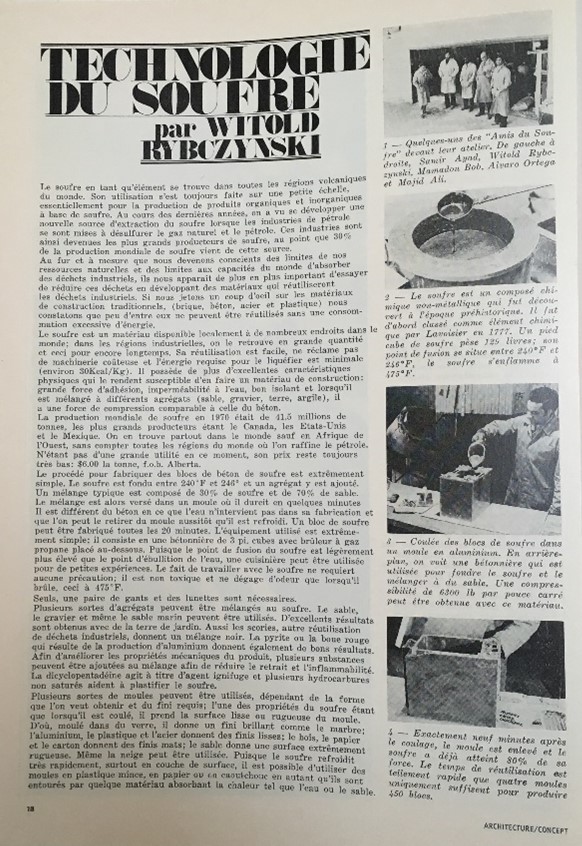 TECHNOLOGIE
DU SOUFRE
par WITOLD
RYBCZYNSKI
Le soufre en tant qu'élément se trouve dans toutes les régions volcaniques
du monde. Son utilisation s'est toujours faite sur une petite échelle,
essentiellement pour la production de produits organiques et inorganiques
à base de soufre. Au cours des dernières années, on a vu se développer une
nouvelle source d'extraction du soufre lorsque les industries de pétrole
se sont mises à désulfurer le gaz naturel et le pétrole. Ces industries sont
ainsi devenues les plus grands producteurs de soufre, au point que 30%
de la production mondiale de soufre vient de cette source.
Au fur et à mesure que nous devenons conscients des limites de nos
ressources naturelles et des limites aux capacités du monde d'absorber
des déchets industriels, ils nous apparait de plus en plus important d'essayer
de réduire ces déchets en développant des matériaux qui réutiliseront
les déchets industriels. Si nous jetons un coup d'oeil sur les matériaux
de construction traditionnels, (brique, béton, acier et plastique) nous
constatons que peu d'entre eux ne peuvent être réutilisés sans une consom-
mation excessive d'énergie.
Le soufre est un matériau disponible localement à de nombreux endroits dans le
monde; dans les régions industrielles, on le retrouve en grande quantité
et ceci pour encore longtemps. Sa réutilisation est facile, ne réclame pas
de machinerie coûteuse et l'énergie requise pour le liquéfier est minimale
(environ 30Kcal/Kg). Il possède de plus d'excellentes caractéristiques
physiques qui le rendent susceptible d'en faire un matériau de construction:
grande force d'adhésion, imperméabilité à l'eau, bon isolant et lorsqu'il
est mélangé à différents agrégats (sable, gravier, terre, argile), il
a une force de compression comparable à celle du béton.
La production mondiale de soufre en 1970 était de 41.5 millions de
tonnes, les plus grands producteurs étant le Canada, les Etats-Unis
et le Mexique. On en trouve partout dans le monde sauf en Afrique de
l'Ouest, sans compter toutes les régions du monde où l'on raffine le pétrole.
N'étant pas d'une grande utilité en ce moment, son prix reste toujours
très bas: $6.00 la tonne, f.o.b. Alberta.
Le procédé pour fabriquer des blocs de béton de soufre est extrêmement
simple. Le soufre est fondu entre 240°F et 246° et un agrégat y est ajouté.
Un mélange typique est composé de 30% de soufre et de 70% de sable.
Le mélange est alors versé dans un moule où il durcit en quelques minutes
Il est différent du béton en ce que l'eau n'intervient pas dans sa fabrication et
que l'on peut le retirer du moule aussitôt qu'il est refroidi. Un bloc de soufre
peut être fabriqué toutes les 20 minutes. L'équipement utilisé est extrême-
ment simple: il consiste en une bétonnière de 3 pi. cubes avec brûleur à gaz
propane placé au-dessous. Puisque le point de fusion du soufre est légèrement
plus élevé que le point d'ébullition de l'eau, une cuisinière peut être utilisée
pour de petites expériences. Le fait de travailler avec le soufre ne requiert
aucune précaution; il est non toxique et ne dégage d'odeur que lorsqu'il
brûle, ceci à 475°F.
Seuls, une paire de gants et des lunettes sont nécessaires.
Plusieurs sortes d'agrégats peuvent être mélangés au soufre. Le sable,
le gravier et même le sable marin peuvent être utilisés. D'excellents résultats
sont obtenus avec de la terre de jardin. Aussi les scories, autre réutilisation
de déchets industriels, donnent un mélange noir. La pyrite ou la boue rouge
qui résulte de la production d'aluminium donnent également de bons résultats.
Afin d'améliorer les propriétés mécaniques du produit, plusieurs substances
peuvent être ajoutées au mélange afin de réduire le retrait et l'inflammabilité.
La dicyclopentadéine agit à titre d'agent ignifuge et plusieurs hydrocarbures
non saturés aident à plastifier le soufre.
Plusieurs sortes de moules peuvent être utilisés, dépendant de la forme
que l'on veut obtenir et du fini requis; l'une des propriétés du soufre étant
que lorsqu'il est coulé, il prend la surface lisse ou rugueuse du moule.
D'où, moulé dans du verre, il donne un fini brillant comme le marbre;
l'aluminium, le plastique et l'acier donnent des finis lisses; le bois, le papier
et le carton donnent des finis mats; le sable donne une surface extrêmement
rugueuse. Même la neige peut être utilisée. Puisque le soufre refroidit
très rapidement, surtout en couche de surface, il est possible d'utiliser des
moules en plastique mince, en papier ou en caoutchouc en autant qu'ils sont
entourés par quelque matériau absorbant la chaleur tel que l'eau ou le sable.
1 — Quelques-uns des "Amis du Sou-
fre" devant leur atelier. De gauche à
droite, Samir Ayad, Witold Rybc-
zynski, Mamadou Bob, Alvaro Ortega
et Mojid Ali.
2 — Le soufre est un composé chi-
mique non-métallique qui fut décou-
vert à l'époque préhistorique. Il fut
d'abord classé comme élément chimi-
que par Lavoisier en 1777. Un pied
cube de soufre pèse 125 livres; son
point de fusion se situe entre 240°F et
246°F, le soufre s'enflamme à
475°F.
3 — Coulée des blocs de soufre dans
un moule en aluminium. En arrière-
plan, on voit une bétonnière qui est
utilisée pour fondre le soufre et le
mélanger à du sable. Une compres-
sibilité de 6300 lb par pouce carré
peut être obtenue avec ce matériau.
4 — Exactement neuf minutes après
le coulage, le moule est enlevé et le
soufre a déjà atteint 80% de sa
force. Le temps de réutilisation est
tellement rapide que quatre moules
uniquement suffisent pour produire
450 blocs.
18
ARCHITECTURE/CONCEPT